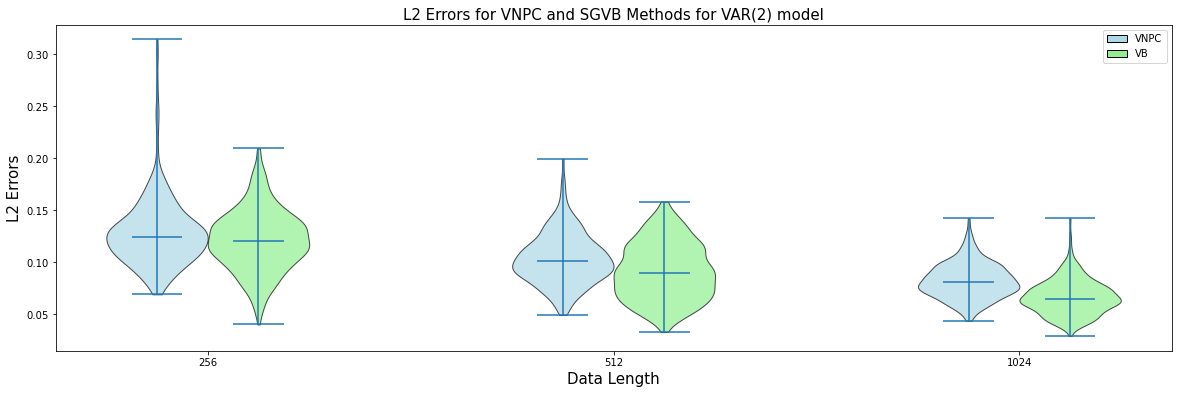 L2 Errors for VNPC and SGVB Methods for VAR(2) model
VNPC
VB
L2 Errors
0.30
0.25
0.20
0.15
0.10
0.05
256
512
1024
Data Length